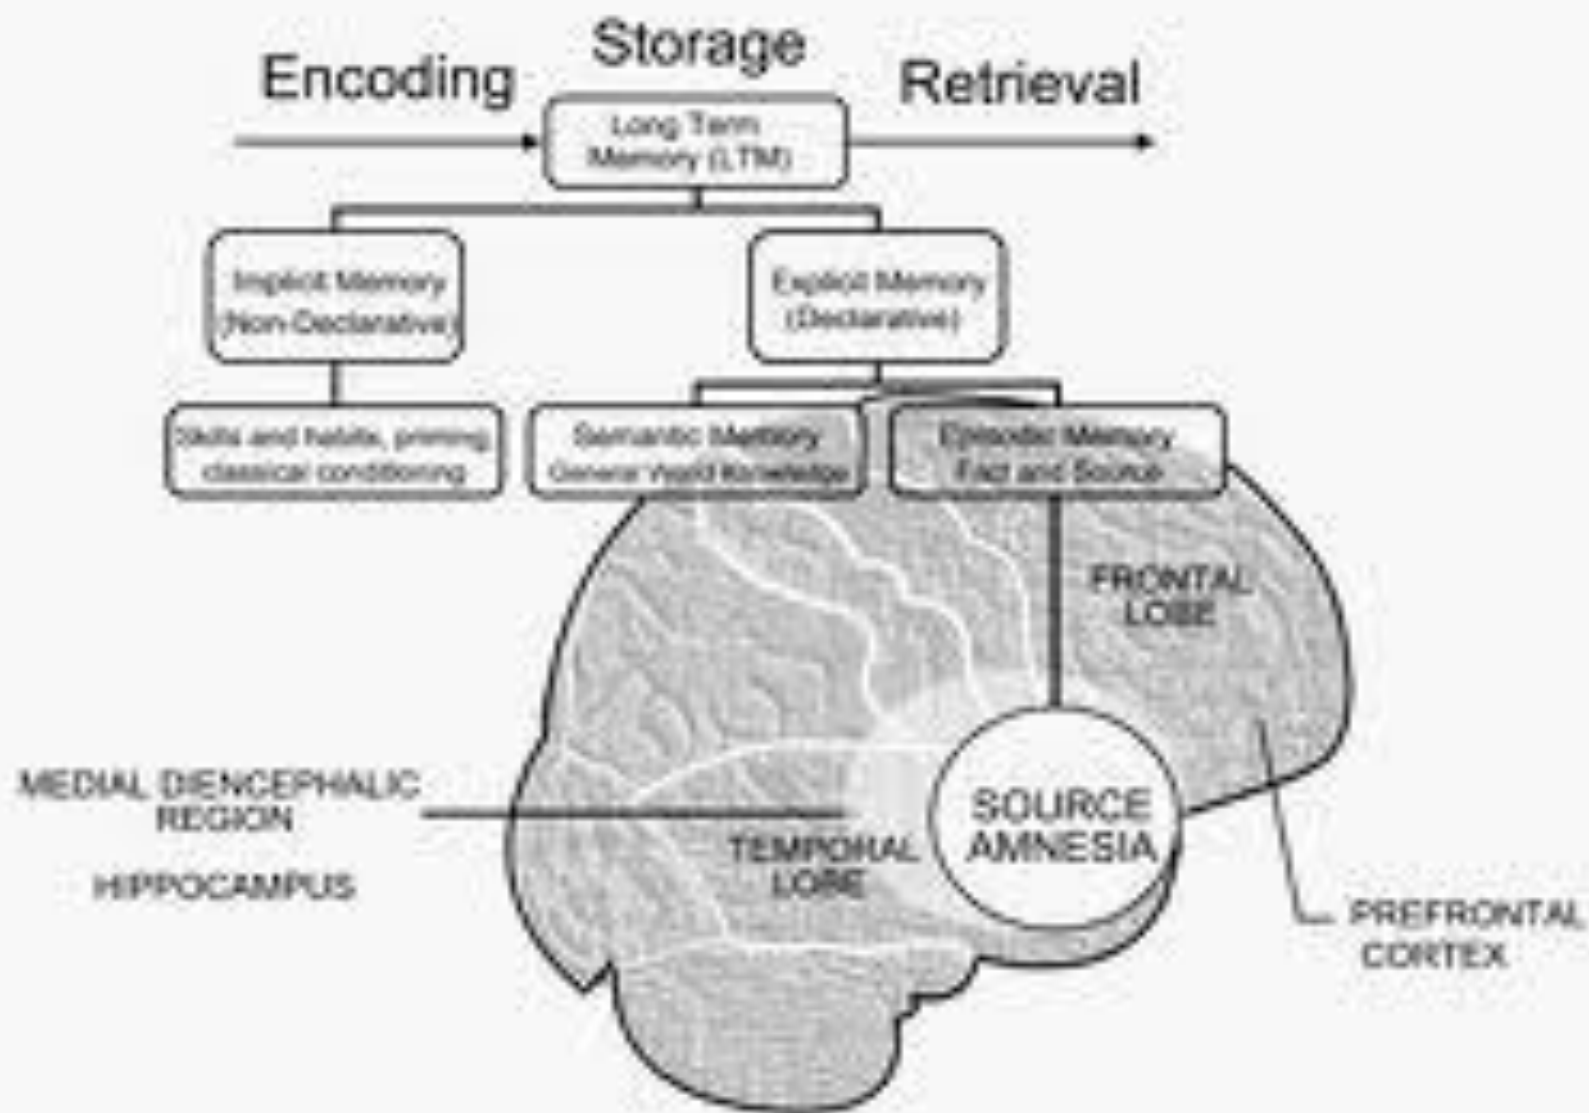 Encoding
Storage
Retrieval
Long Term
Memory (LTM)
Implicit Memory
(Non-Declarative)
Explicit Memory
(Declarative)
Skills and habits, priming,
classical conditioning
Semantic Memory
General World Knowledge
Episodic Memory
Fact and Source
FRONTAL
LOBE
MEDIAL DIENCEPHALIC
REGION
HIPPOCAMPUS
TEMPORAL
LOBE
SOURCE
AMNESIA
PREFRONTAL
CORTEX